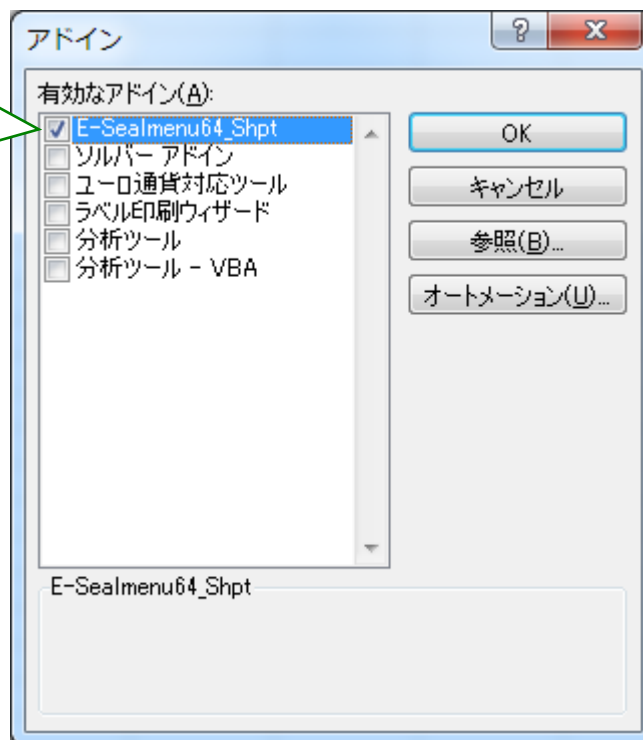 アドイン
有効なアドイン(A):
E-Sealmenu64_Shpt
ソルバー アドイン
ユーロ通貨対応ツール
ラベル印刷ウィザード
分析ツール
分析ツール - VBA
OK
キャンセル
参照(B)...
オートメーション(U)...
E-Sealmenu64_Shpt